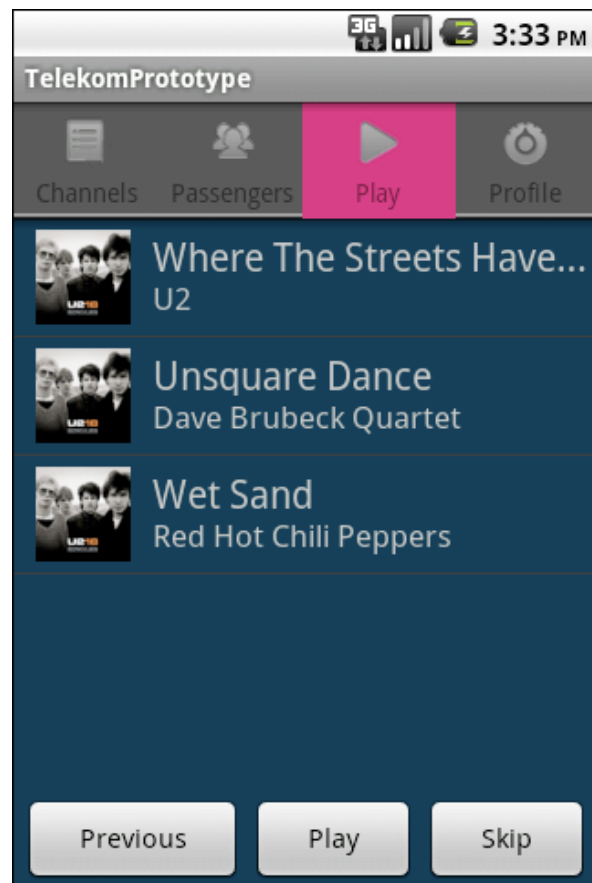 3G 3:33 PM
TelekomPrototype
Channels Passengers Play Profile
Where The Streets Have...
U2
Unsquare Dance
Dave Brubeck Quartet
Wet Sand
Red Hot Chili Peppers
Previous Play Skip